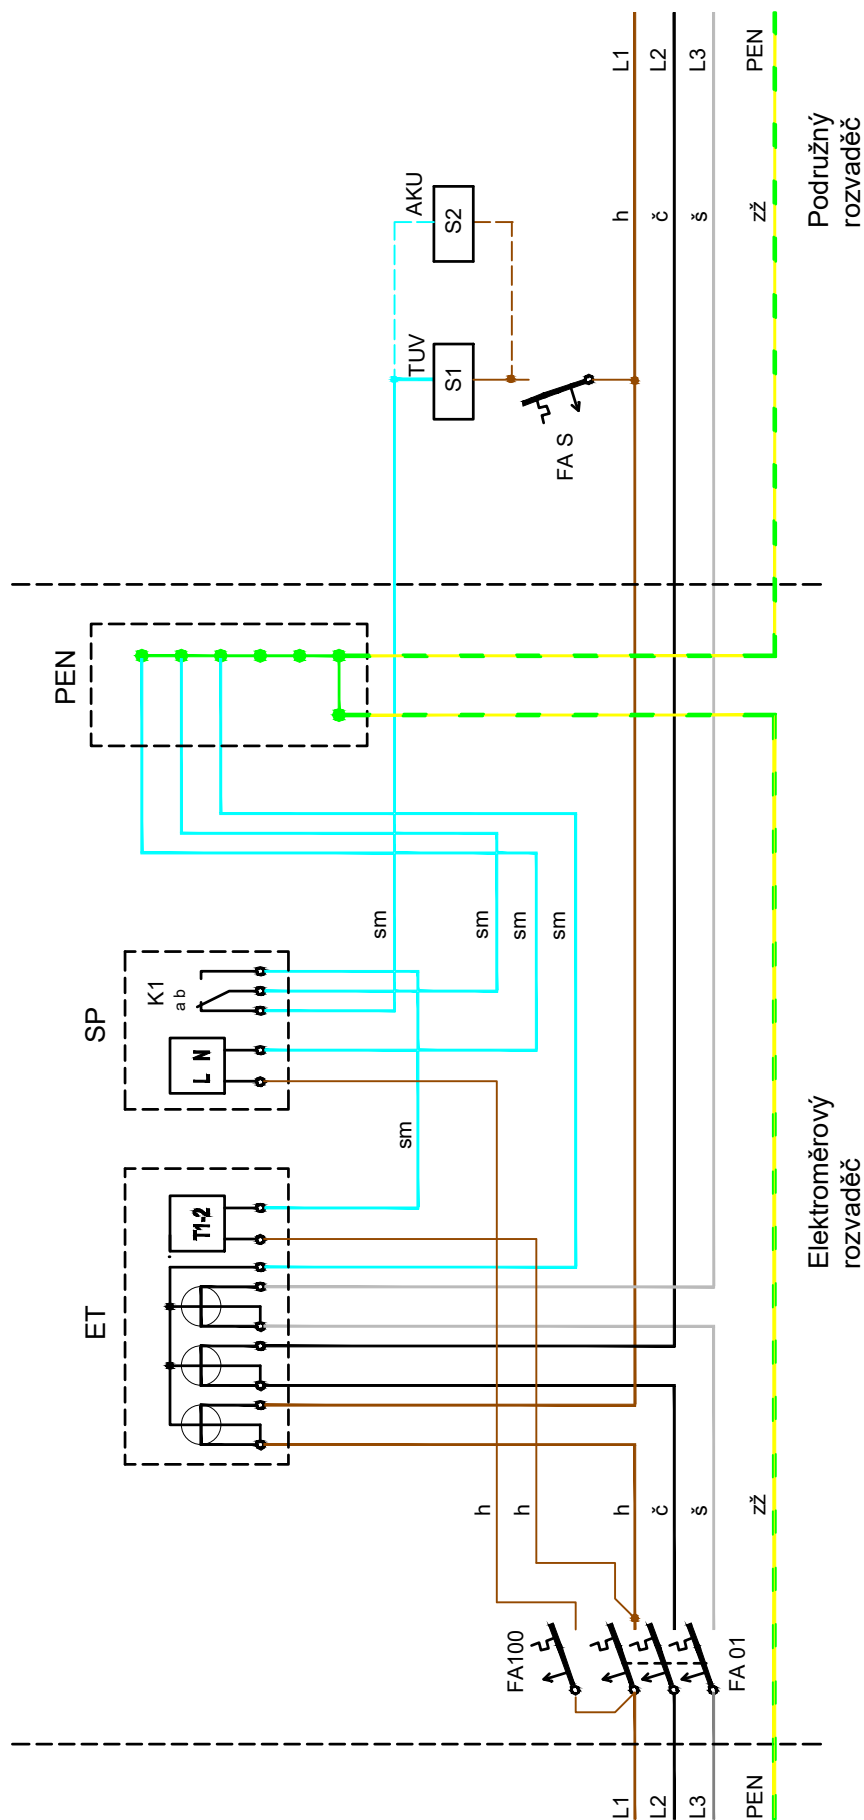 L1
L2
L3
PEN
h
č
š
zž
Podružný
rozvaděč
AKU
S2
TUV
S1
FA S
PEN
sm
sm
sm
sm
SP
K1
a b
L N
sm
ET
T1-2
Elektroměrový
rozvaděč
h
h
h
č
š
zž
FA100
FA 01
L1
L2
L3
PEN